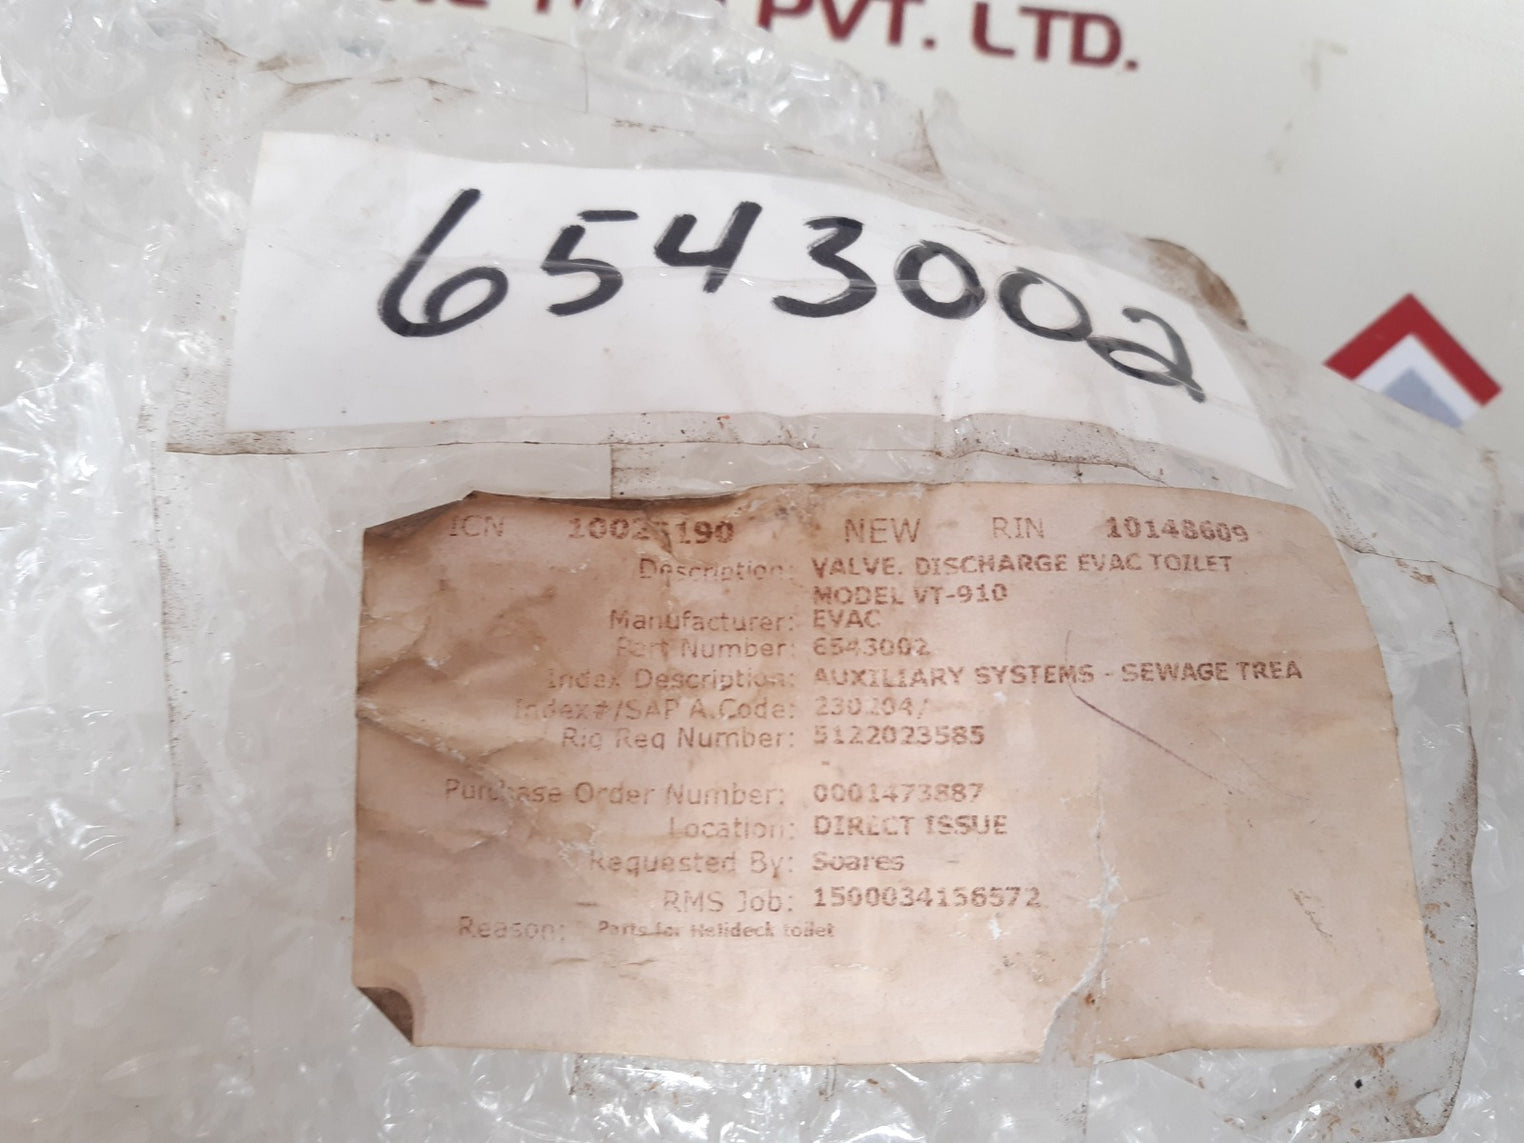 PVT. LTD.
6543002
ICN 10025190 NEW RIN 10148609
Description: VALVE. DISCHARGE EVAC TOILET
MODEL VT-910
Manufacturer: EVAC
Part Number: 6543002
Index Description: AUXILIARY SYSTEMS - SEWAGE TREA
Index#/SAP A.Code: 230204/
Rig Req Number: 5122023585
-
Purchase Order Number: 0001473887
Location: DIRECT ISSUE
Requested By: Soares -
RMS Job: 1500034156572
Reason: Parts for Helideck toilet